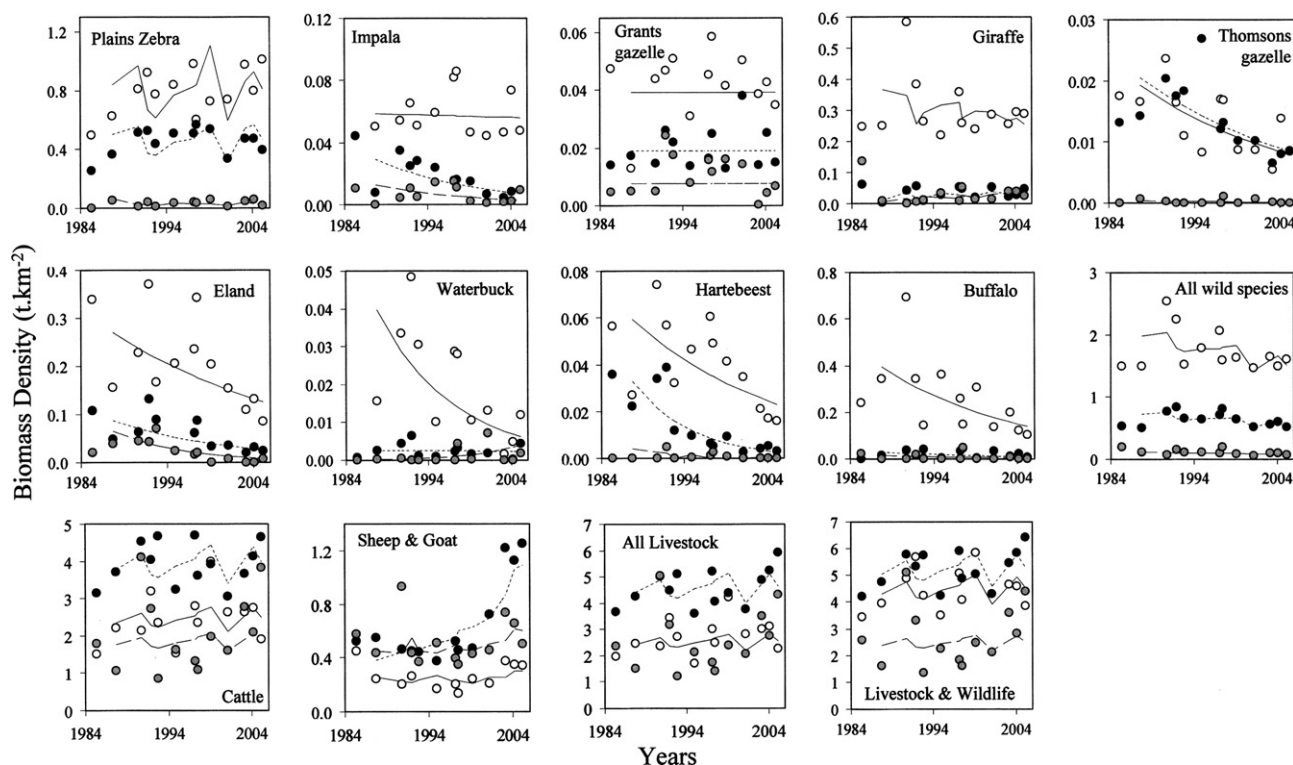 Plains Zebra
1.2
0.8
0.4
0.0
1984 1994 2004
Impala
0.12
0.08
0.04
0.00
1984 1994 2004
Grants
gazelle
0.06
0.04
0.02
0.00
1984 1994 2004
Giraffe
0.6
0.5
0.4
0.3
0.2
0.1
0.0
1984 1994 2004
Thomsons
gazelle
0.03
0.02
0.01
0.00
1984 1994 2004
Biomass Density (t.km-2)
Eland
0.4
0.3
0.2
0.1
0.0
1984 1994 2004
Waterbuck
0.05
0.04
0.03
0.02
0.01
0.00
1984 1994 2004
Hartebeest
0.08
0.06
0.04
0.02
0.00
1984 1994 2004
Buffalo
0.8
0.6
0.4
0.2
0.0
1984 1994 2004
All wild species
3
2
1
0
1984 1994 2004
Cattle
5
4
3
2
1
0
1984 1994 2004
Sheep & Goat
1.2
0.8
0.4
0.0
1984 1994 2004
All Livestock
7
6
5
4
3
2
1
0
1984 1994 2004
Livestock & Wildlife
7
6
5
4
3
2
1
0
1984 1994 2004
Years